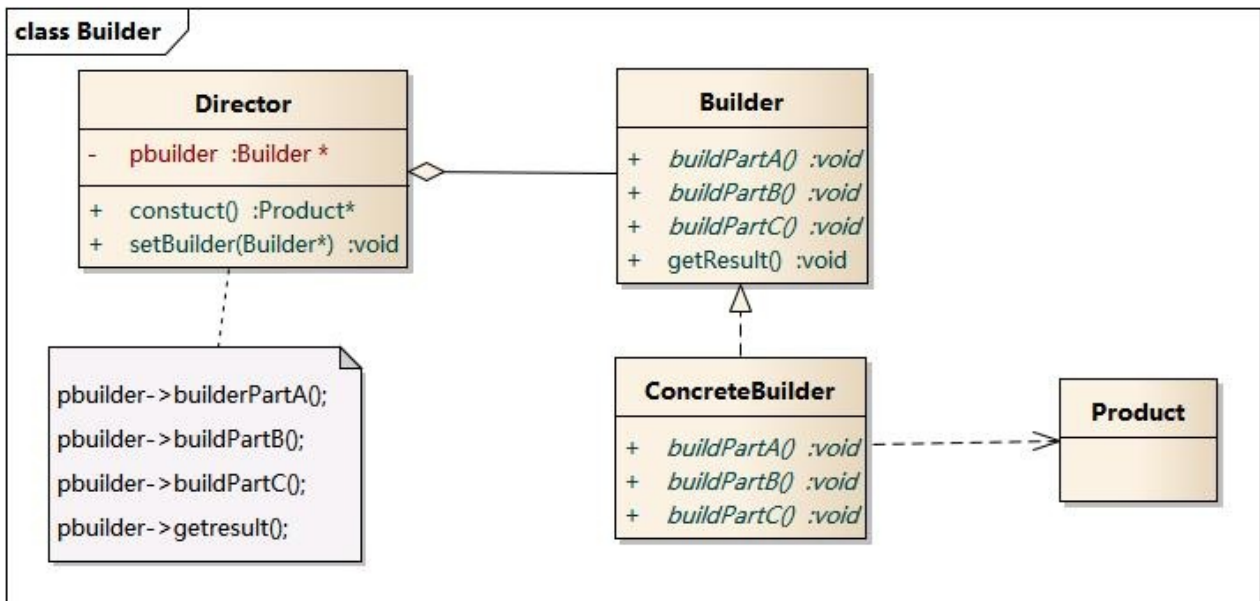 class Builder
Director
- pbuilder :Builder *
+ constuct() :Product*
+ setBuilder(Builder*) :void
pbuilder->builderPartA();
pbuilder->buildPartB();
pbuilder->buildPartC();
pbuilder->getresult();
Builder
+ buildPartA() :void
+ buildPartB() :void
+ buildPartC() :void
+ getResult() :void
ConcreteBuilder
+ buildPartA() :void
+ buildPartB() :void
+ buildPartC() :void
Product